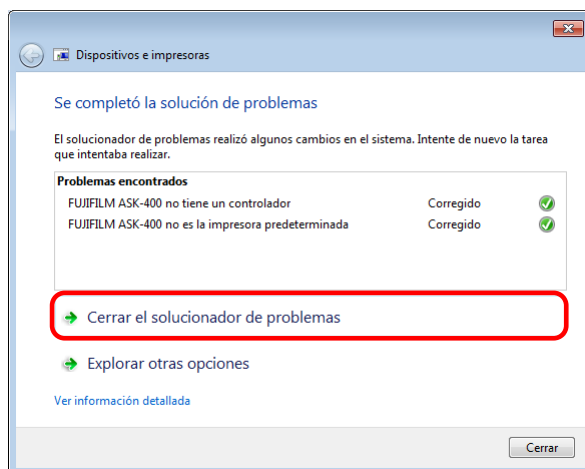 Dispositivos e impresoras
Se completó la solución de problemas
El solucionador de problemas realizó algunos cambios en el sistema. Intente de nuevo la tarea
que intentaba realizar.
Problemas encontrados
FUJIFILM ASK-400 no tiene un controlador Corregido
FUJIFILM ASK-400 no es la impresora predeterminada Corregido
Cerrar el solucionador de problemas
Explorar otras opciones
Ver información detallada
Cerrar